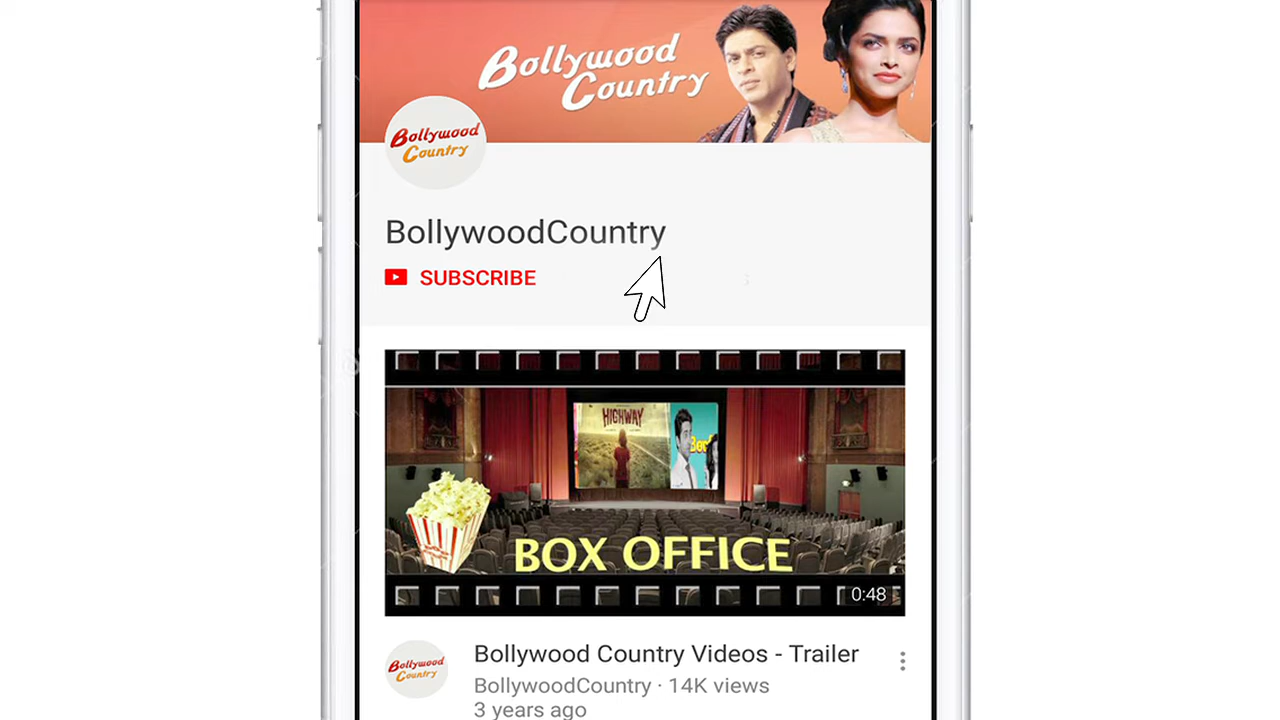 Bollywood
Country
Bollywood
Country
BollywoodCountry
SUBSCRIBE
HIGHWAY
BOX OFFICE
0:48
Bollywood
Country
Bollywood Country Videos - Trailer
BollywoodCountry · 14K views
3 years ago